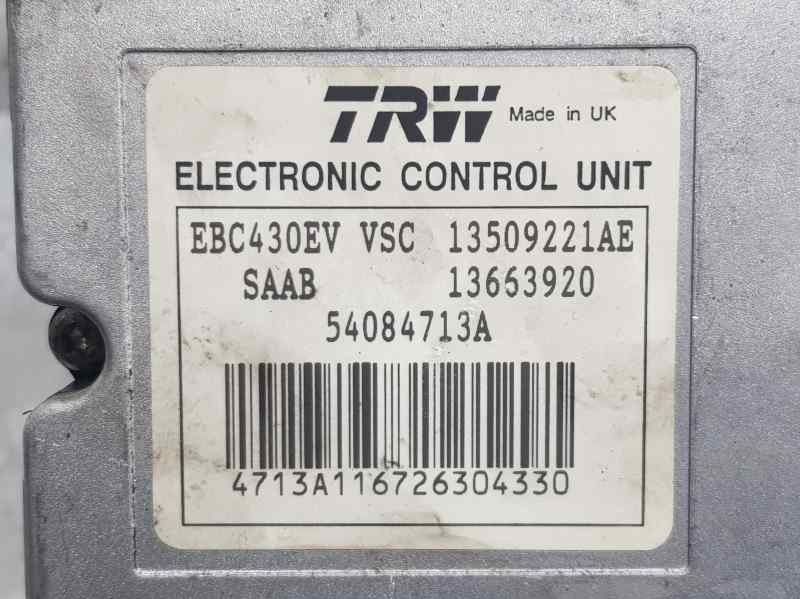 TRW Made in UK
ELECTRONIC CONTROL UNIT
EBC430EV VSC 13509221AE
SAAB 13663920
54084713A
4713A116726304330